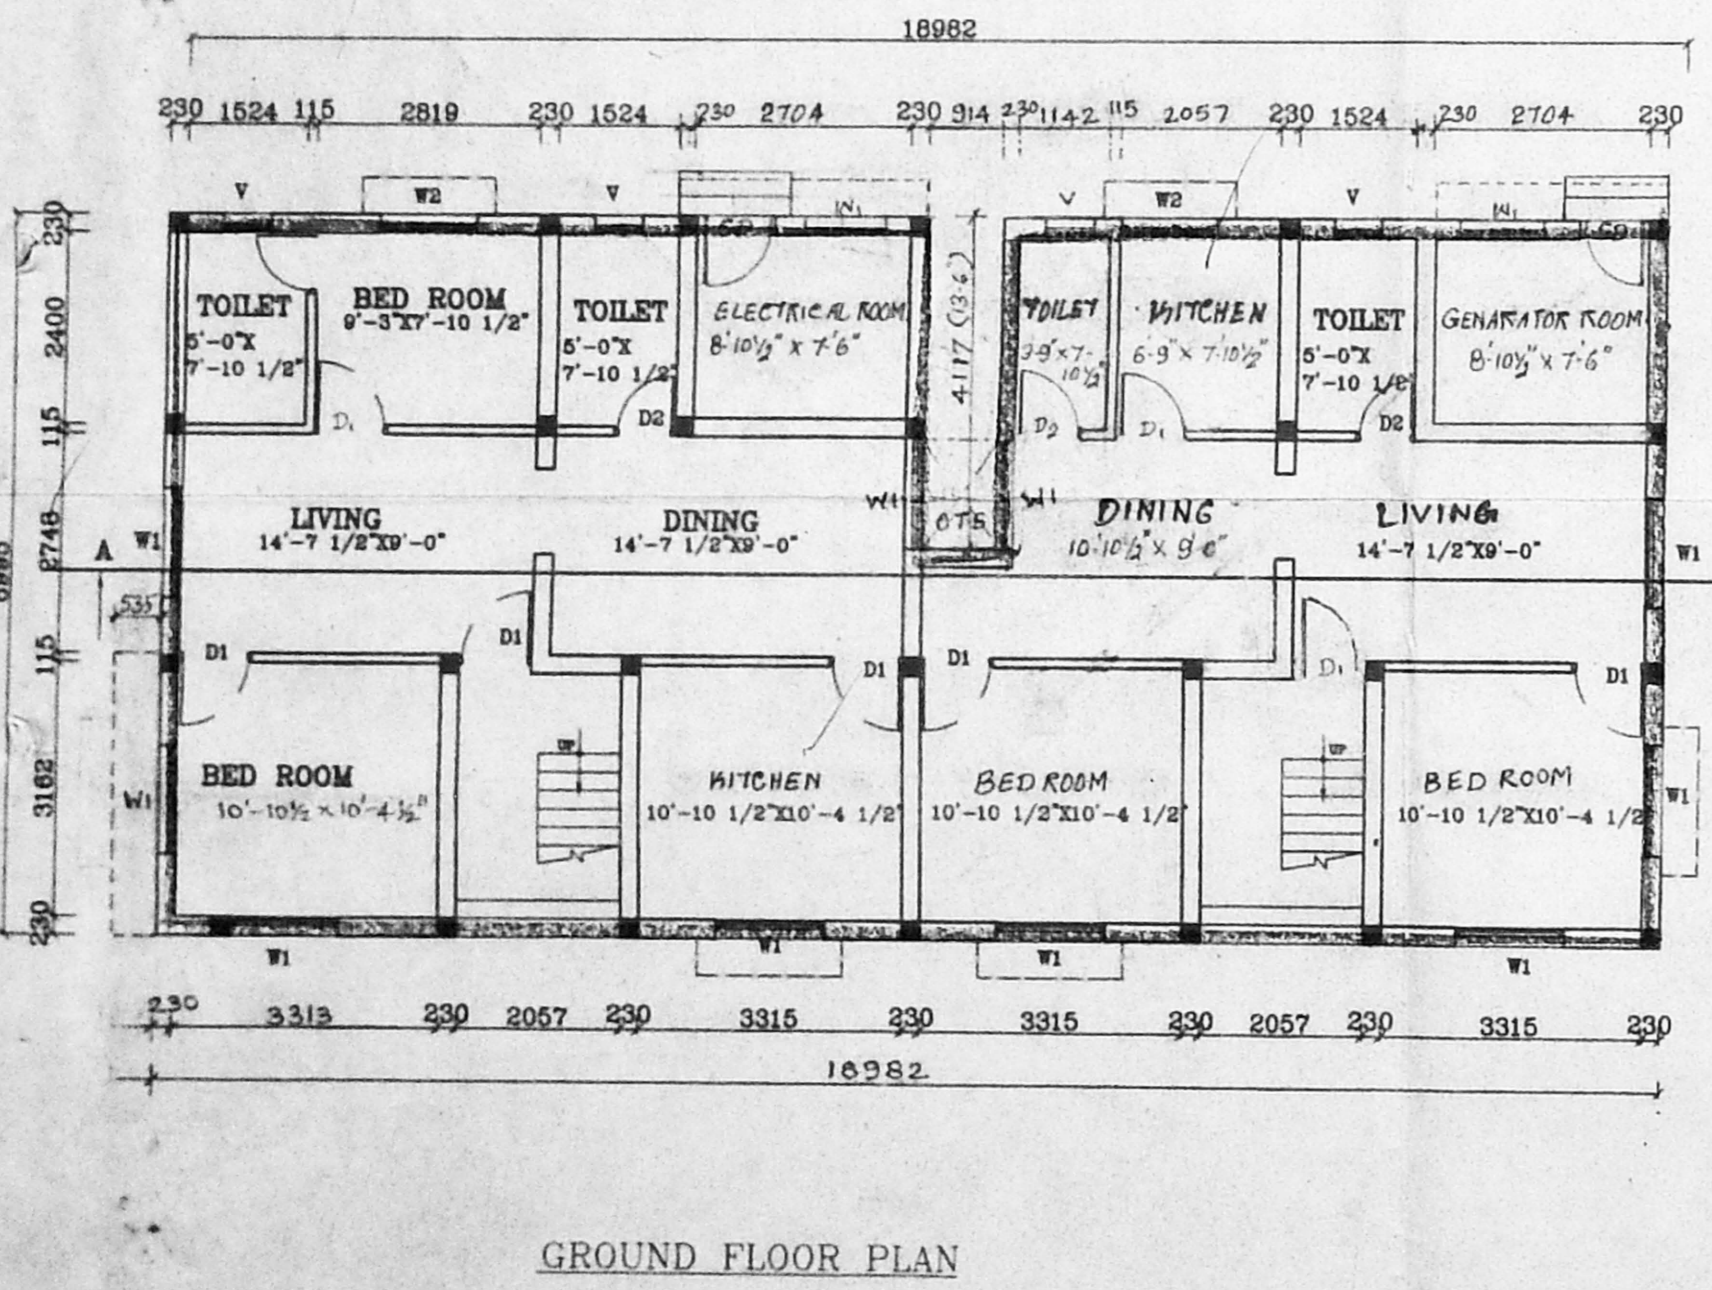 18982
230 1524 115 2819 230 1524 230 2704 230 914 230 1142 115 2057 230 1524 230 2704 230
V W2 V W1 V W2 V W1
GD GD
230
2400
115
2748
115
3162
230
TOILET
5'-0"X
7'-10 1/2"
BED ROOM
9'-3"X7'-10 1/2"
TOILET
5'-0"X
7'-10 1/2"
ELECTRICAL ROOM
8'-10½" x 7'-6"
4117 (13'-6")
TOILET
3'-9" x 7'-
10½"
KITCHEN
6'-9" x 7'-10½"
TOILET
5'-0"X
7'-10 1/2"
GENARATOR ROOM
8'-10½" x 7'-6"
D1 D2 D2 D1 D2
A W1
LIVING
14'-7 1/2"X9'-0"
DINING
14'-7 1/2"X9'-0"
W1 OTS W1
DINING
10'-10½" x 9'-0"
LIVING
14'-7 1/2"X9'-0"
W1
535
D1 D1 D1 D1 D1 D1
W1
BED ROOM
10'-10½ x 10'-4½"
UP
KITCHEN
10'-10 1/2"X10'-4 1/2"
BED ROOM
10'-10 1/2"X10'-4 1/2"
UP
BED ROOM
10'-10 1/2"X10'-4 1/2"
W1
W1 W1 W1 W1
230 3313 230 2057 230 3315 230 3315 230 2057 230 3315 230
18982
GROUND FLOOR PLAN